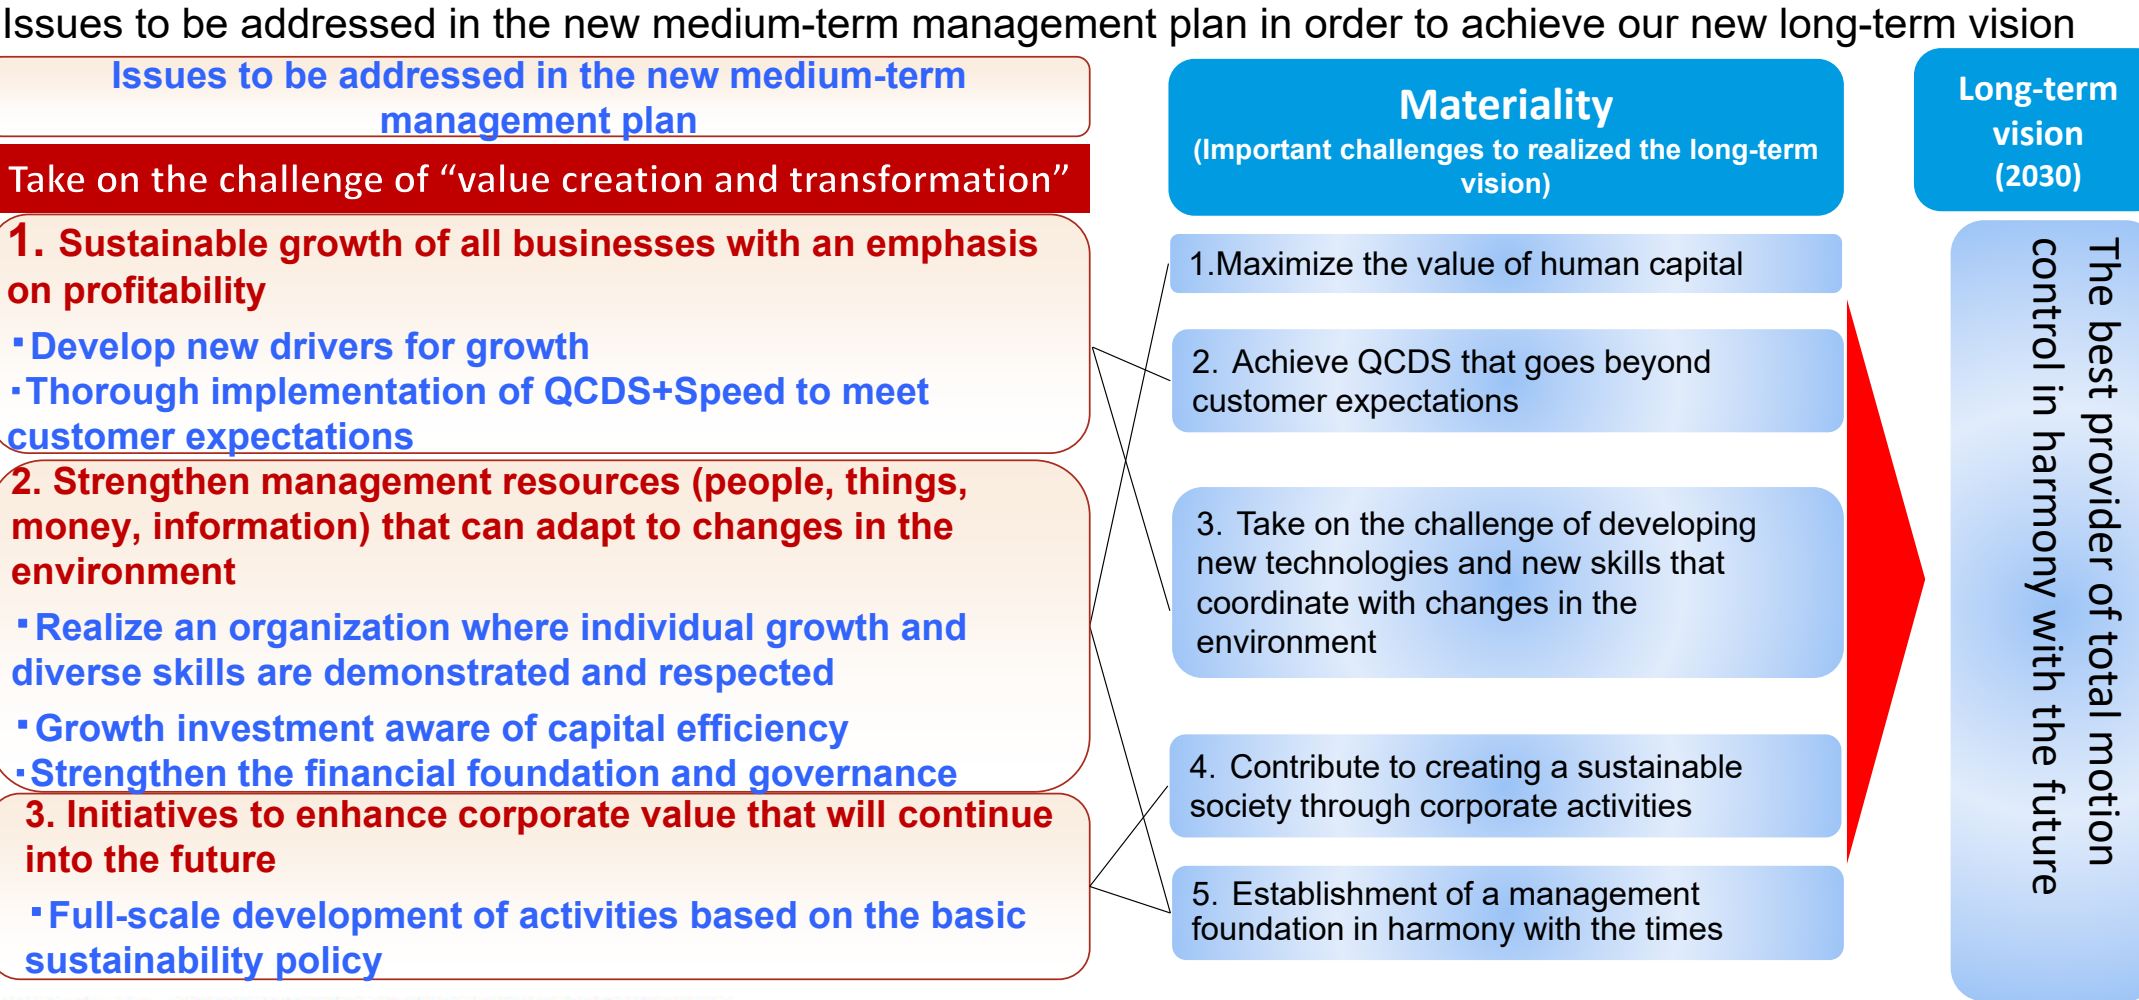 Issues to be addressed in the new medium-term management plan in order to achieve our new long-term vision
Issues to be addressed in the new medium-term
management plan
Take on the challenge of “value creation and transformation”
1. Sustainable growth of all businesses with an emphasis
on profitability
▪Develop new drivers for growth
▪Thorough implementation of QCDS+Speed to meet
customer expectations
2. Strengthen management resources (people, things,
money, information) that can adapt to changes in the
environment
▪Realize an organization where individual growth and
diverse skills are demonstrated and respected
▪Growth investment aware of capital efficiency
▪Strengthen the financial foundation and governance
3. Initiatives to enhance corporate value that will continue
into the future
▪Full-scale development of activities based on the basic
sustainability policy
Materiality
(Important challenges to realized the long-term
vision)
1.Maximize the value of human capital
2. Achieve QCDS that goes beyond
customer expectations
3. Take on the challenge of developing
new technologies and new skills that
coordinate with changes in the
environment
4. Contribute to creating a sustainable
society through corporate activities
5. Establishment of a management
foundation in harmony with the times
Long-term
vision
(2030)
The best provider of total motion
control in harmony with the future